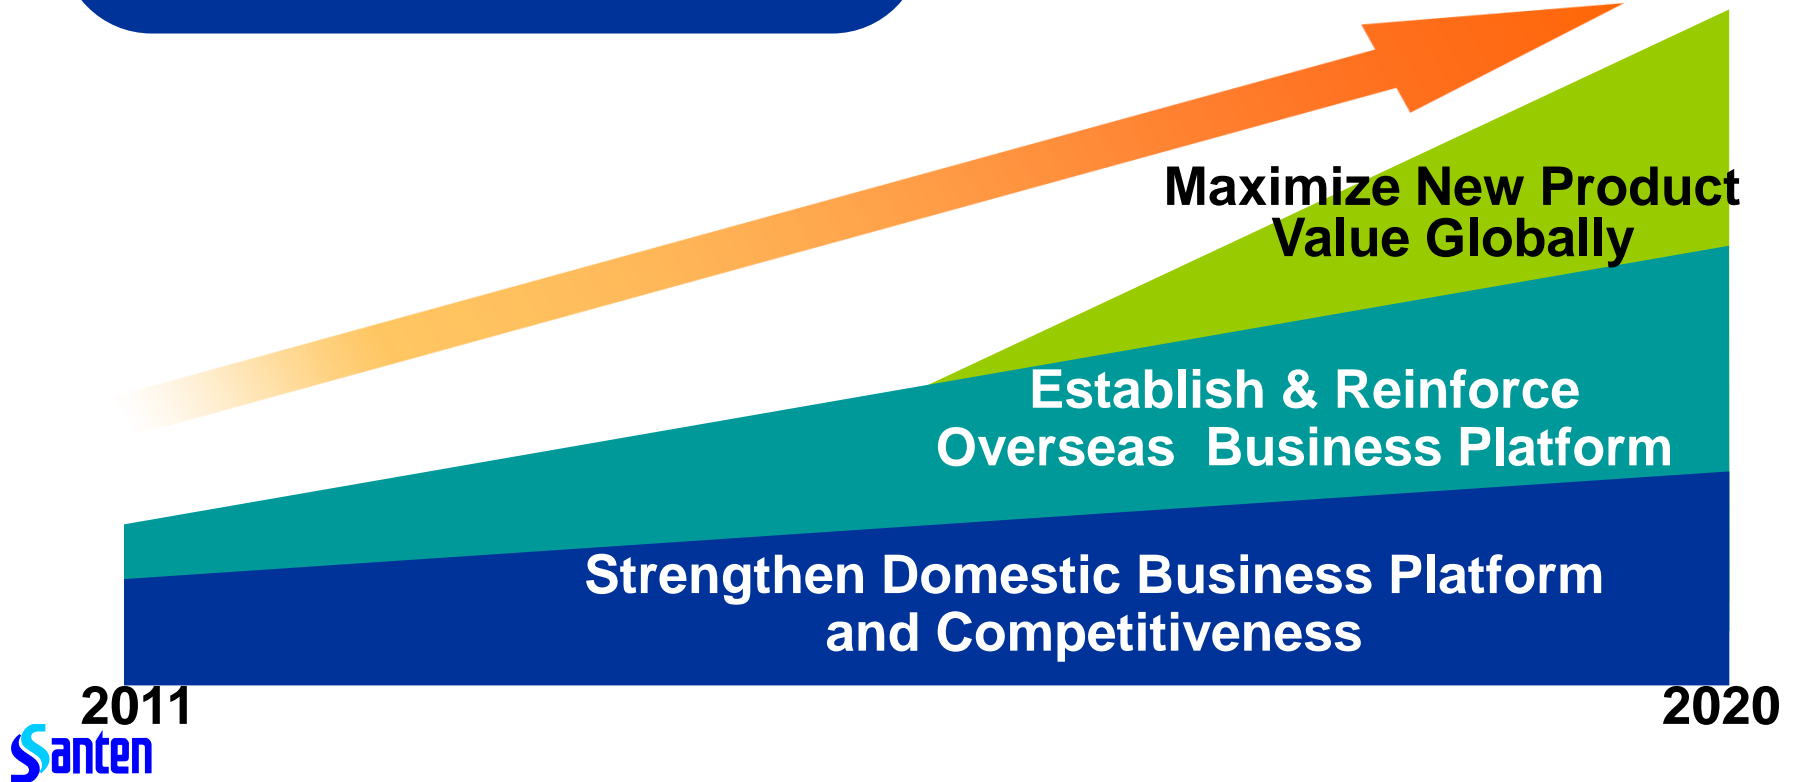 Maximize New Product
Value Globally
Establish & Reinforce
Overseas Business Platform
Strengthen Domestic Business Platform
and Competitiveness
2011
2020
Santen